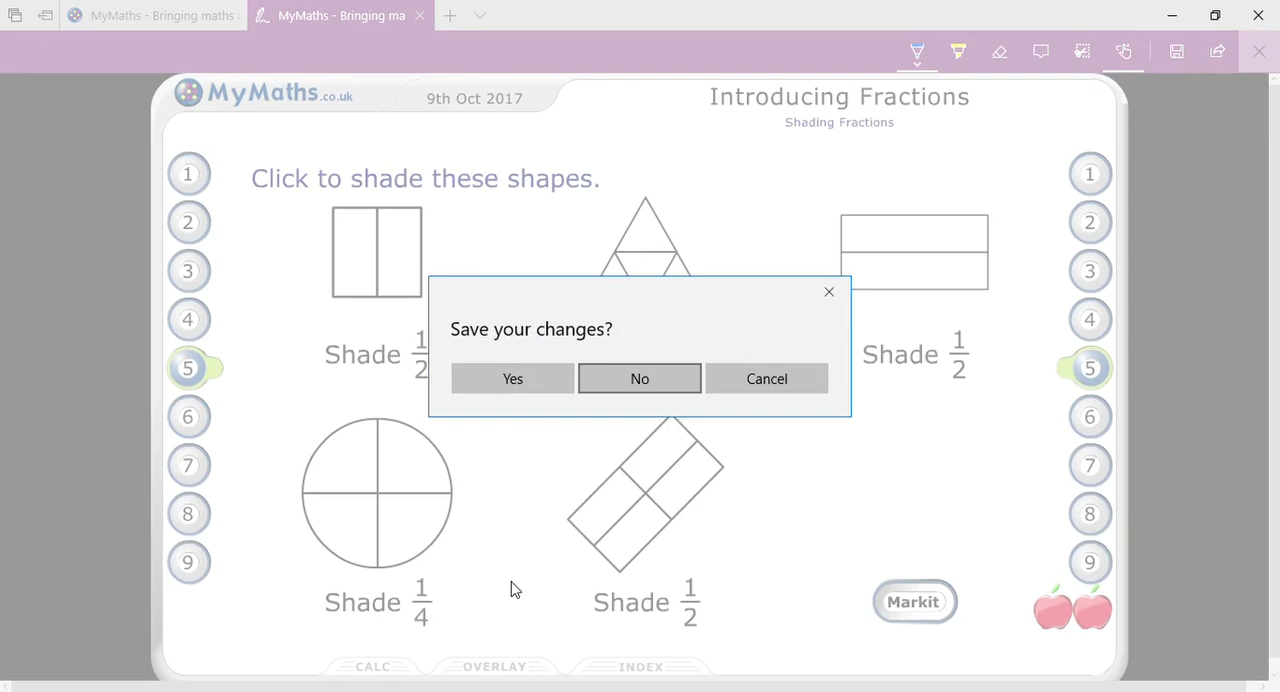 MyMaths - Bringing maths
MyMaths - Bringing ma
MyMaths.co.uk
9th Oct 2017
Introducing Fractions
Shading Fractions
Click to shade these shapes.
1
2
3
4
5
6
7
8
9
1
2
3
4
5
6
7
8
9
Shade 1/2
Shade 1/2
Save your changes?
Yes No Cancel
Shade 1/4
Shade 1/2
Markit
CALC OVERLAY INDEX